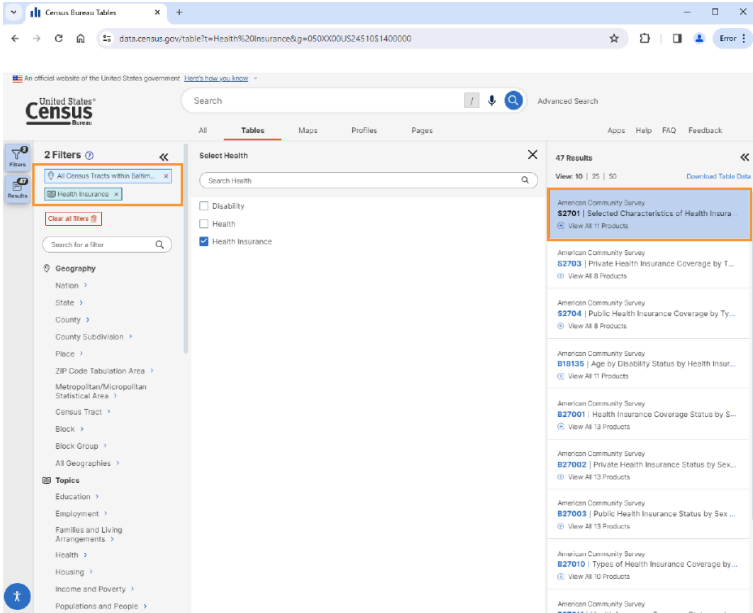 Census Bureau Tables
data.census.gov/table?t=Health%20Insurance&g=050XX00US24510$1400000
Error
An official website of the United States government Here's how you know
United States®
Census
Bureau
Search
/
Advanced Search
All Tables Maps Profiles Pages
Apps Help FAQ Feedback
2
Filters
47
Results
2 Filters
All Census Tracts within Baltim... ×
Health Insurance ×
Clear all filters
Search for a filter
Geography
Nation
State
County
County Subdivision
Place
ZIP Code Tabulation Area
Metropolitan/Micropolitan
Statistical Area
Census Tract
Block
Block Group
All Geographies
Topics
Education
Employment
Families and Living
Arrangements
Health
Housing
Income and Poverty
Populations and People
Select Health
Search Health
Disability
Health
Health Insurance
47 Results
View: 10 | 25 | 50 Download Table Data
American Community Survey
S2701 | Selected Characteristics of Health Insura...
View All 11 Products
American Community Survey
S2703 | Private Health Insurance Coverage by T...
View All 8 Products
American Community Survey
S2704 | Public Health Insurance Coverage by Ty...
View All 8 Products
American Community Survey
B18135 | Age by Disability Status by Health Insur...
View All 11 Products
American Community Survey
B27001 | Health Insurance Coverage Status by S...
View All 13 Products
American Community Survey
B27002 | Private Health Insurance Status by Sex...
View All 13 Products
American Community Survey
B27003 | Public Health Insurance Status by Sex ...
View All 13 Products
American Community Survey
B27010 | Types of Health Insurance Coverage by...
View All 10 Products
American Community Survey